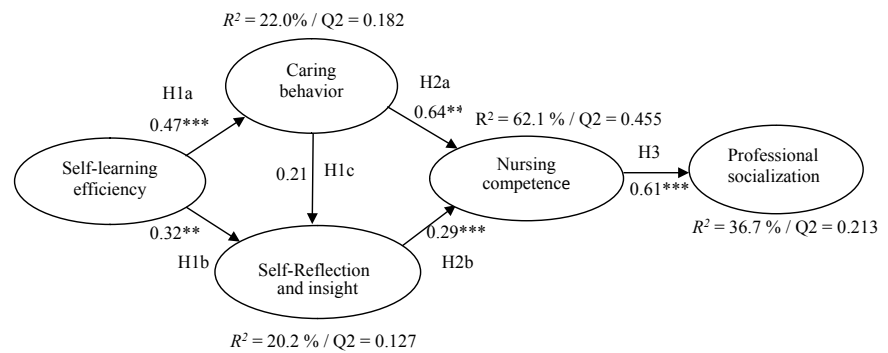 R² = 22.0% / Q2 = 0.182
Caring
behavior
H1a
H2a
0.47***
0.64**
R² = 62.1 % / Q2 = 0.455
Self-learning
efficiency
0.21
H1c
Nursing
competence
H3
0.61***
Professional
socialization
R² = 36.7 % / Q2 = 0.213
0.32**
0.29***
H1b
H2b
Self-Reflection
and insight
R² = 20.2 % / Q2 = 0.127